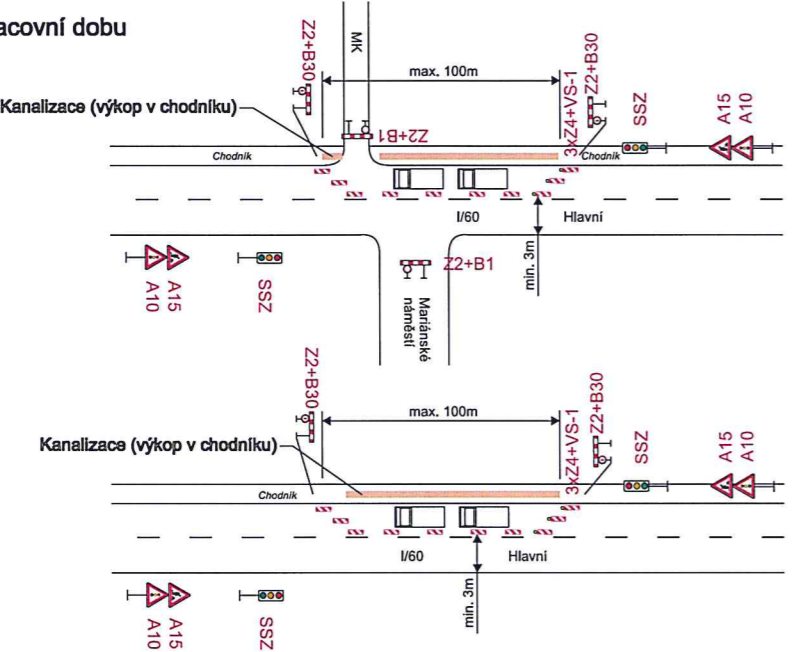 acovní dobu
MK
Z2+B30
max. 100m
Z2+B30
SSZ
A15
A10
Kanalizace (výkop v chodníku)
Z2+B1
3xZ4+VS-1
Chodník
Chodník
I/60
Hlavní
min. 3m
A10
A15
SSZ
Z2+B1
Mariánské
náměstí
Z2+B30
max. 100m
Z2+B30
SSZ
A15
A10
Kanalizace (výkop v chodníku)
3xZ4+VS-1
Chodník
I/60
Hlavní
min. 3m
A10
A15
SSZ